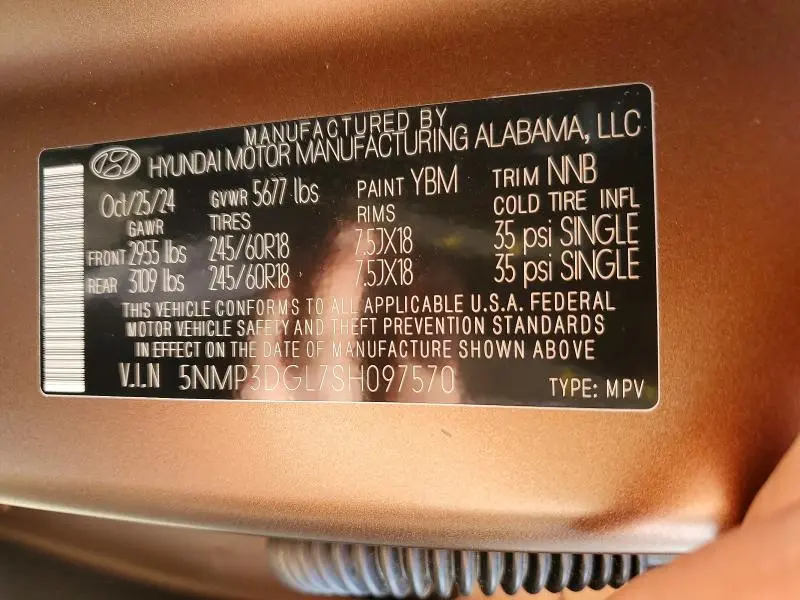 MANUFACTURED BY
HYUNDAI MOTOR MANUFACTURING ALABAMA, LLC
Oct/25/24 GVWR 5677 lbs PAINT YBM TRIM NNB
GAWR TIRES RIMS COLD TIRE INFL
FRONT 2955 lbs 245/60R18 7.5JX18 35 psi SINGLE
REAR 3109 lbs 245/60R18 7.5JX18 35 psi SINGLE
THIS VEHICLE CONFORMS TO ALL APPLICABLE U.S.A. FEDERAL
MOTOR VEHICLE SAFETY AND THEFT PREVENTION STANDARDS
IN EFFECT ON THE DATE OF MANUFACTURE SHOWN ABOVE
V.I.N 5NMP3DGL7SH097570 TYPE: MPV